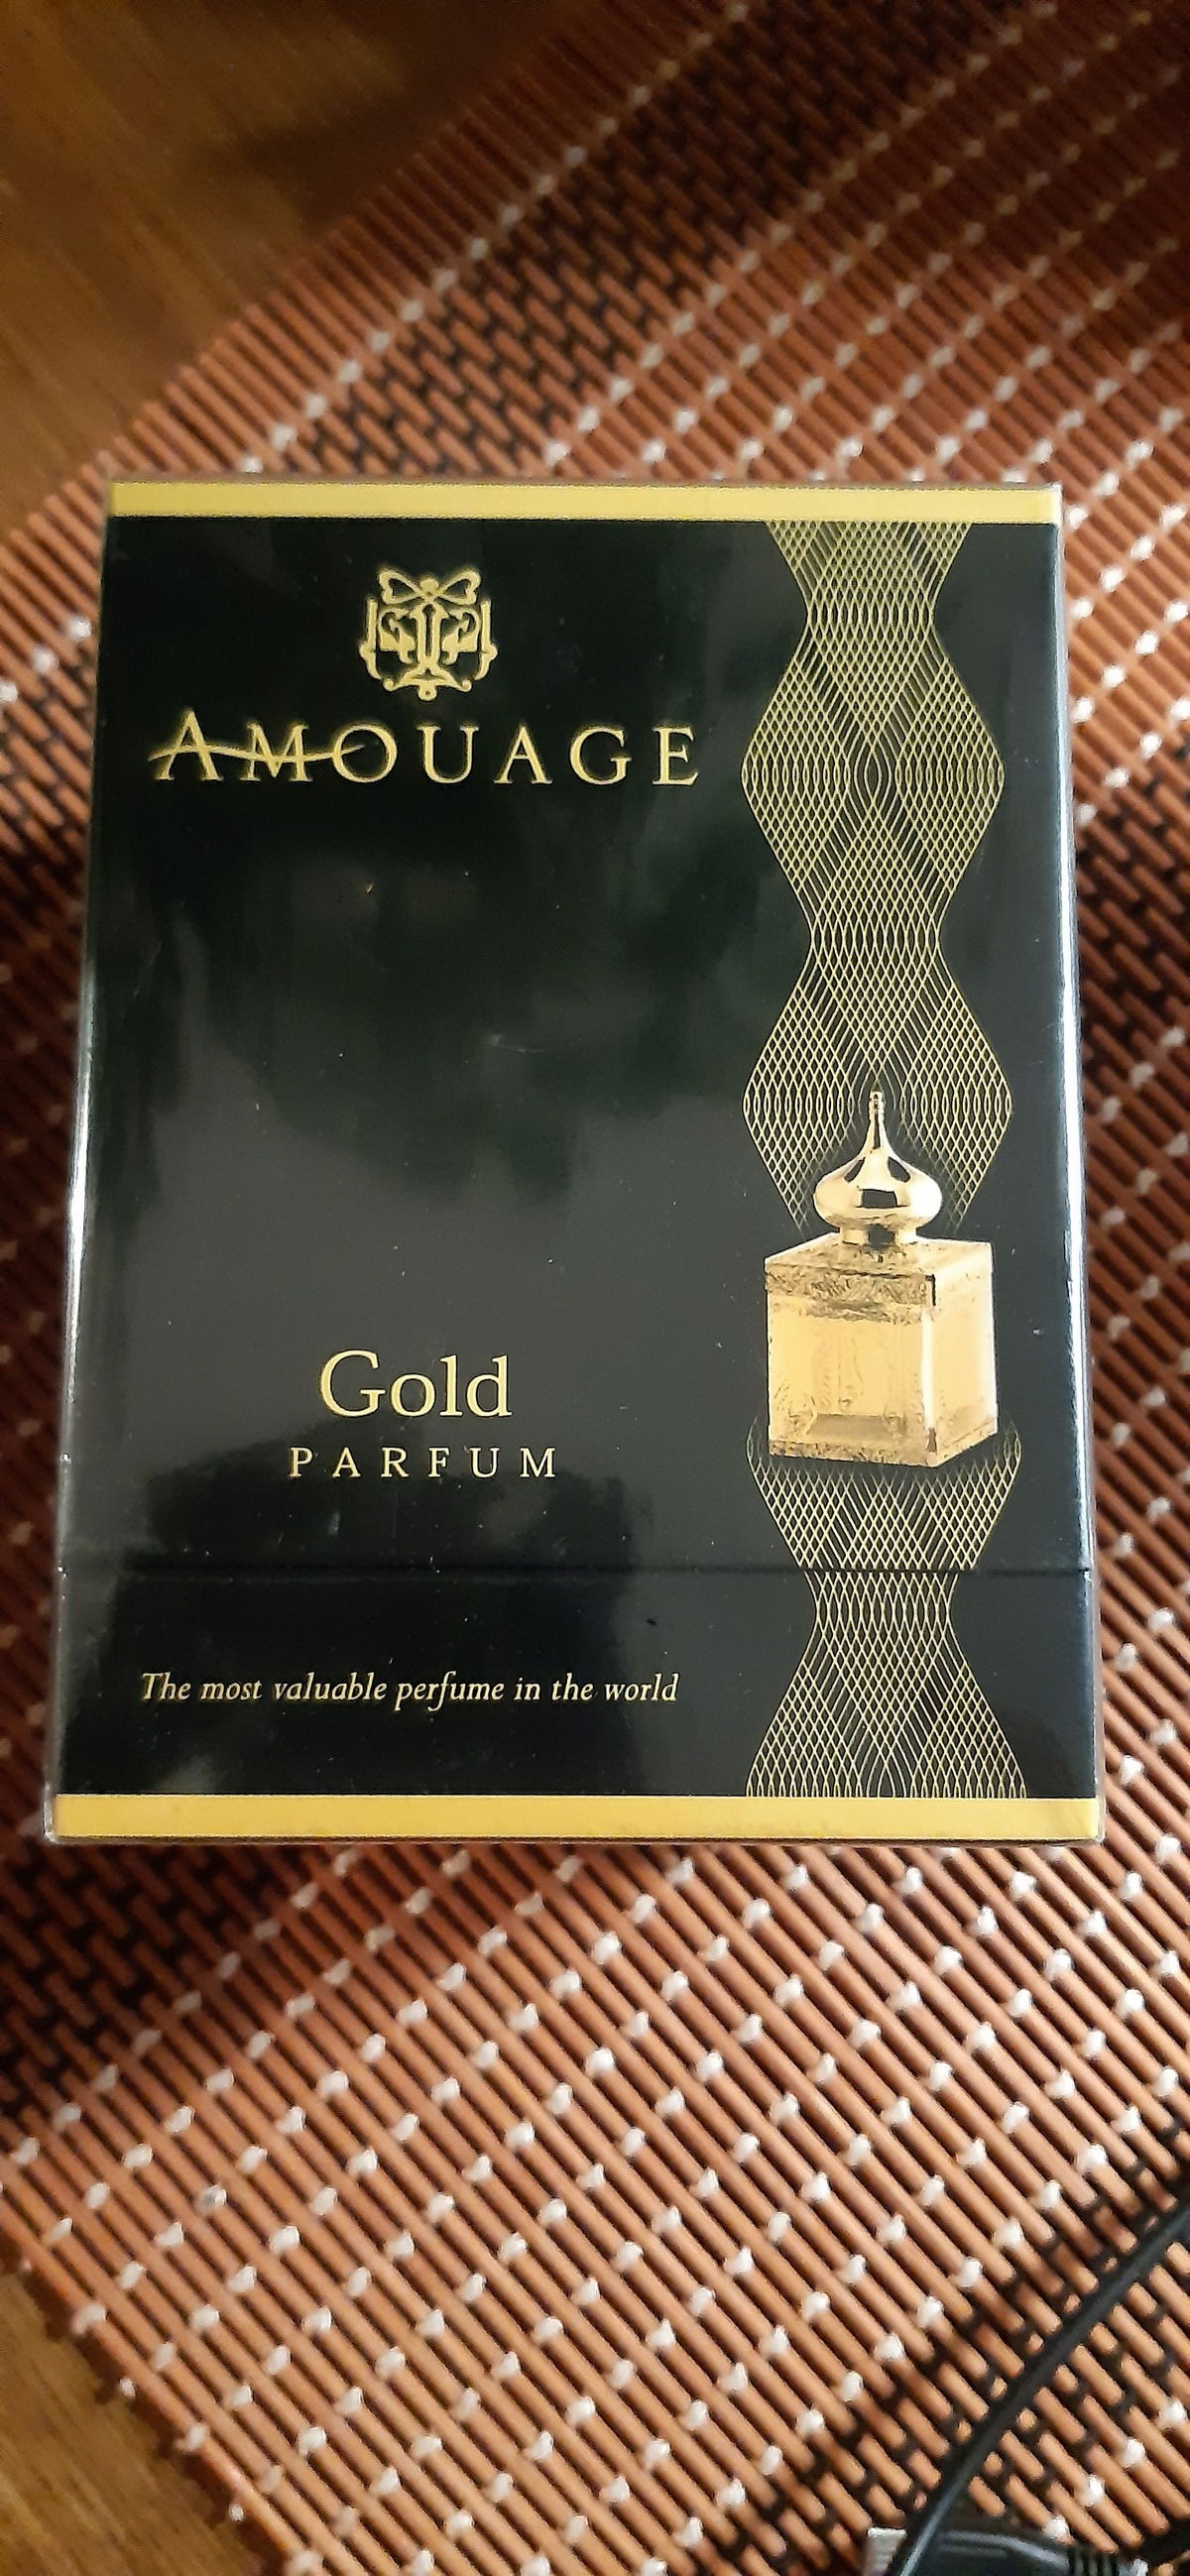 AMOUAGE
Gold
PARFUM
The most valuable perfume in the world